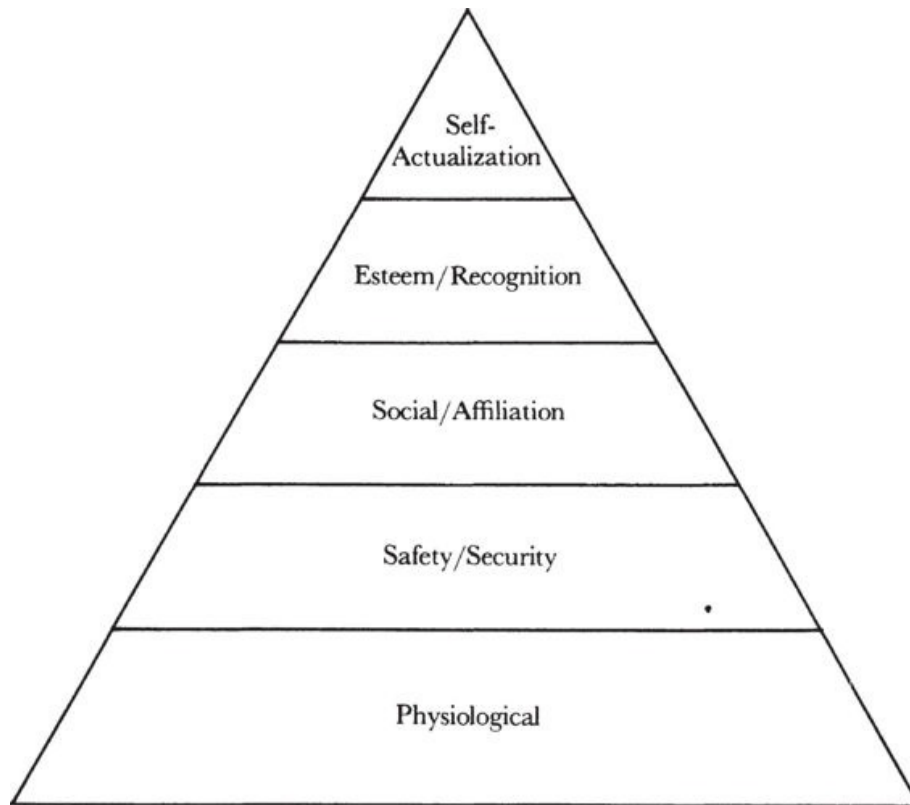 Self-
Actualization
Esteem/Recognition
Social/Affiliation
Safety/Security
Physiological